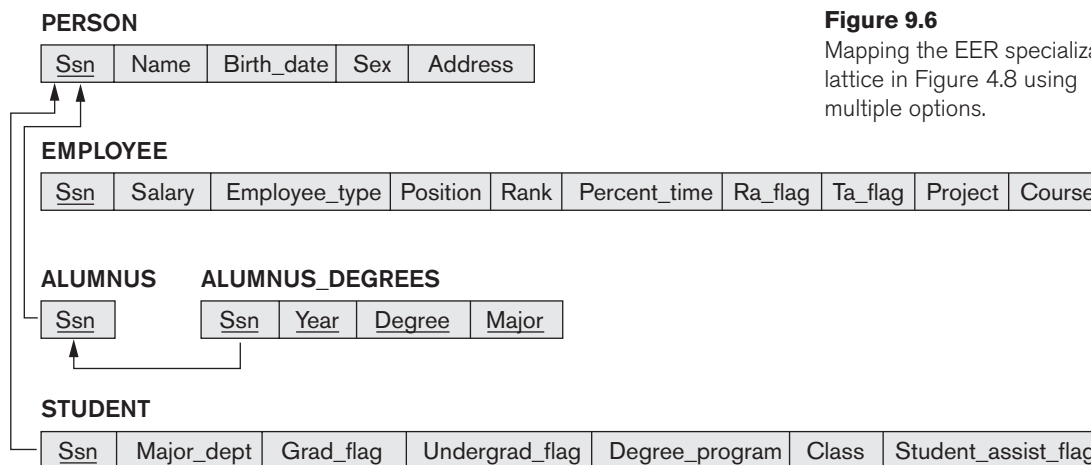 PERSON
Ssn Name Birth_date Sex Address
Figure 9.6
Mapping the EER
lattice in Figure 4.8 using
multiple options.
EMPLOYEE
Ssn Salary Employee_type Position Rank Percent_time Ra_flag Ta_flag Project Course
ALUMNUS ALUMNUS_DEGREES
Ssn Ssn Year Degree Major
STUDENT
Ssn Major_dept Grad_flag Undergrad_flag Degree_program Class Student_assist_flag